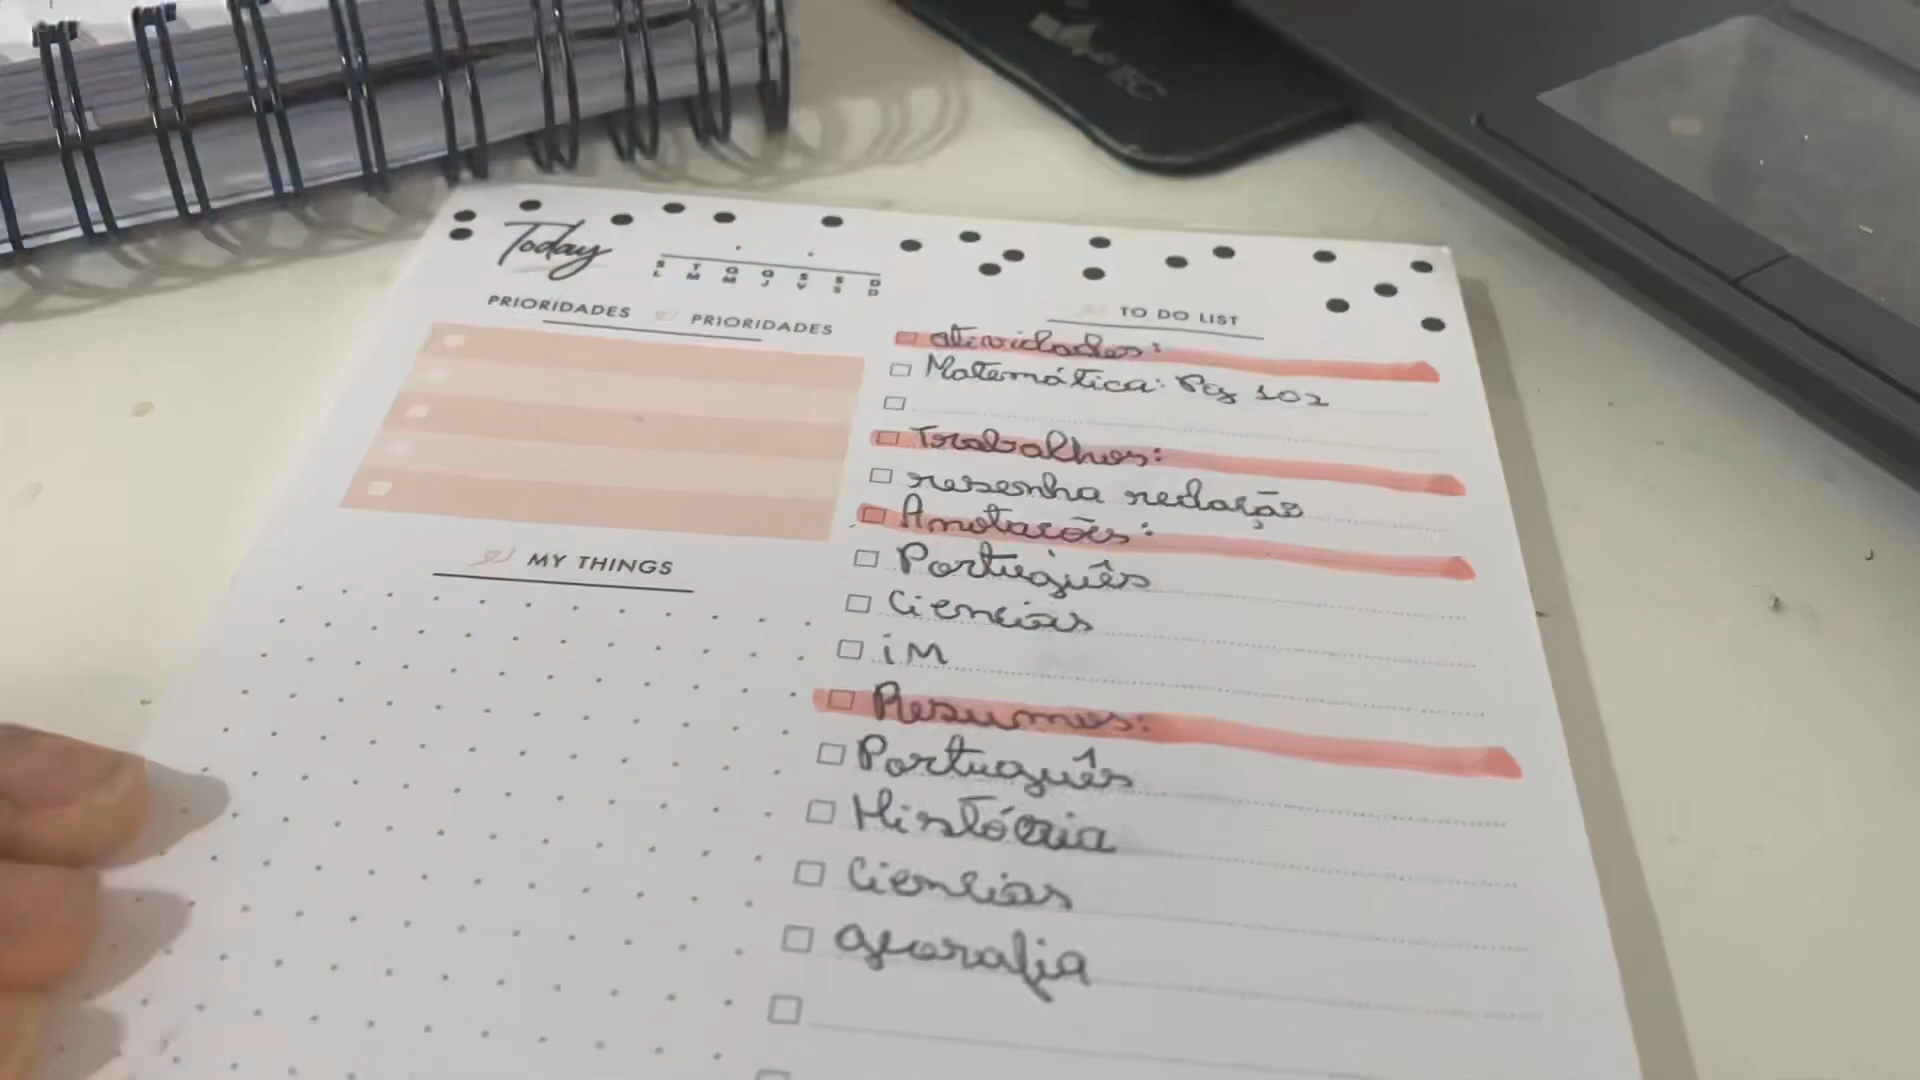 Today
S T Q Q S S D
L M M J V S D
PRIORIDADES PRIORIDADES
MY THINGS
TO DO LIST
atividades:
Matemática: Pag 102
Trabalhos:
resenha redação
Anotações:
Português
Ciencias
iM
Resumos:
Português
História
Ciencias
georafia